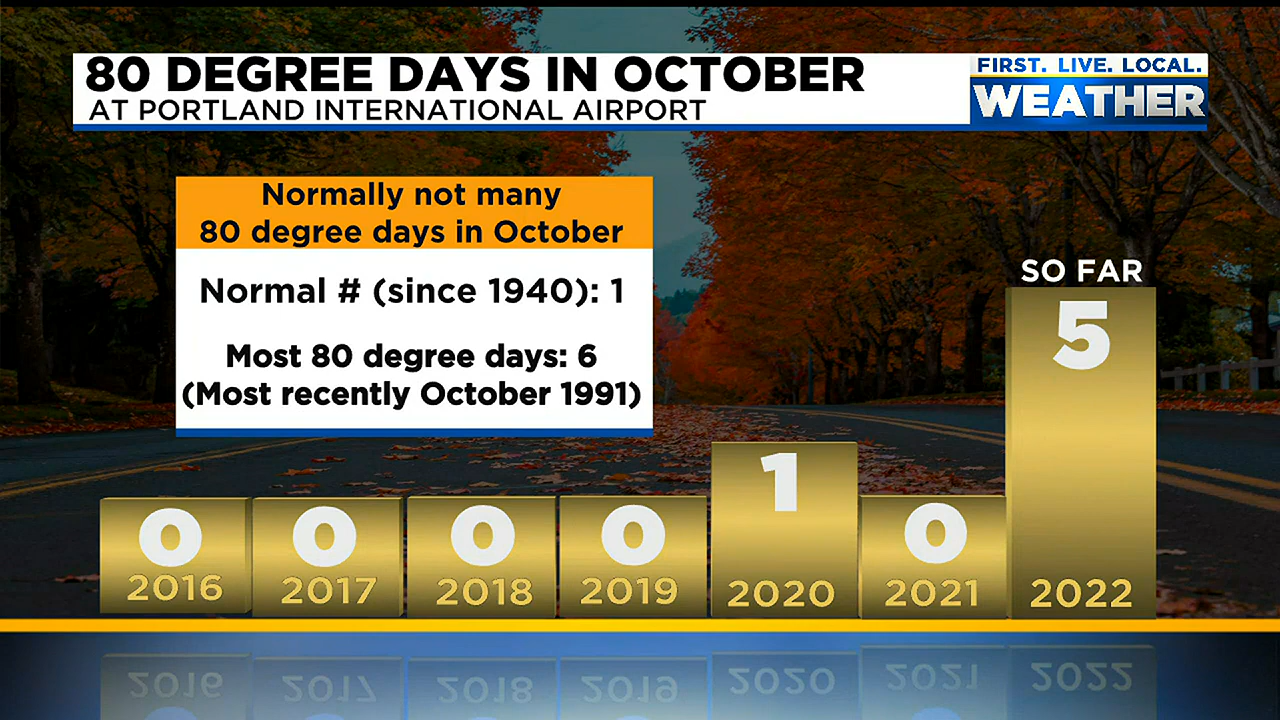 80 DEGREE DAYS IN OCTOBER
AT PORTLAND INTERNATIONAL AIRPORT
FIRST. LIVE. LOCAL.
WEATHER
Normally not many
80 degree days in October
Normal # (since 1940): 1
Most 80 degree days: 6
(Most recently October 1991)
SO FAR
0
0
0
0
1
0
5
2016
2017
2018
2019
2020
2021
2022